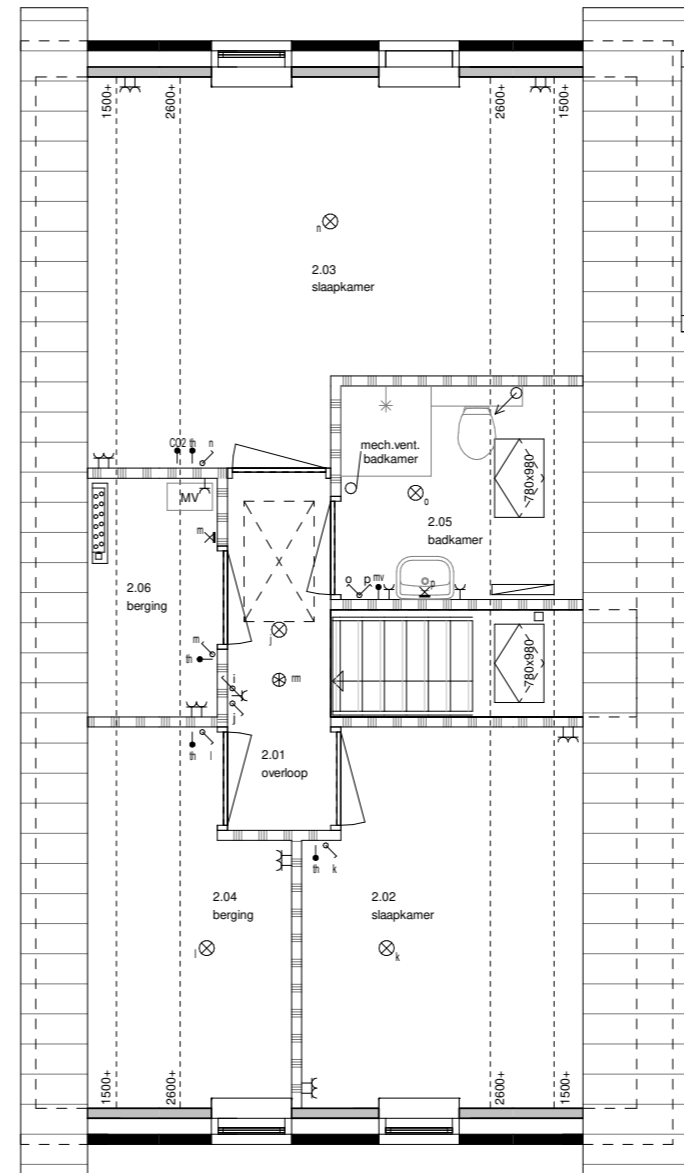 1500+
2600+
2600+
1500+
n
2.03
slaapkamer
CO2 th n
mech.vent.
badkamer
780x980
o
2.05
badkamer
MV
m
2.06
berging
o p mv
p
j
m
th
i
rm
j
780x980
th l
2.01
overloop
th k
2.04
berging
2.02
slaapkamer
l
k
1500+
2600+
2600+
1500+